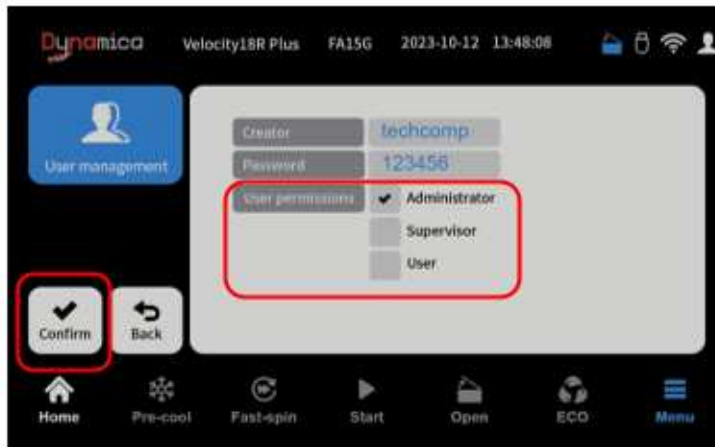 Dynamica Velocity18R Plus FA15G 2023-10-12 13:48:08
User management
Creator techcomp
Password 123456
User permissions ✔ Administrator
Supervisor
User
Confirm Back
Home Pre-cool Fast-spin Start Open ECO Menu